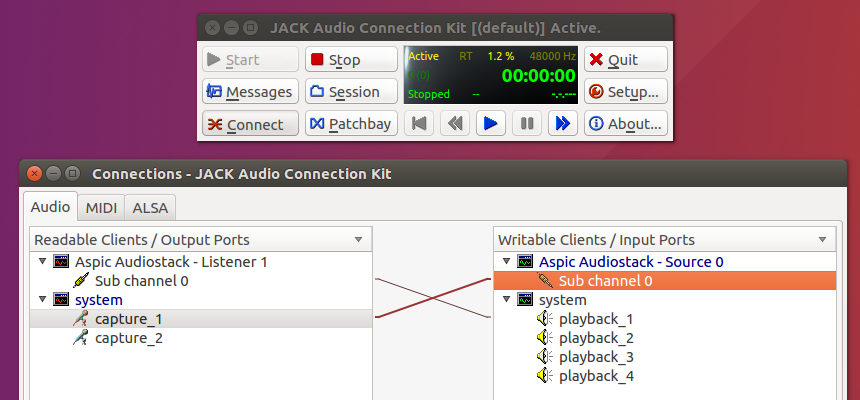 JACK Audio Connection Kit [(default)] Active.
Start Stop Active RT 1.2 % 48000 Hz Quit
0 (0) 00:00:00
Messages Session Stopped -- -.-.--- Setup...
Connect Patchbay About...
Connections - JACK Audio Connection Kit
Audio MIDI ALSA
Readable Clients / Output Ports Writable Clients / Input Ports
Aspic Audiostack - Listener 1 Aspic Audiostack - Source 0
Sub channel 0 Sub channel 0
system system
capture_1 playback_1
capture_2 playback_2
playback_3
playback_4